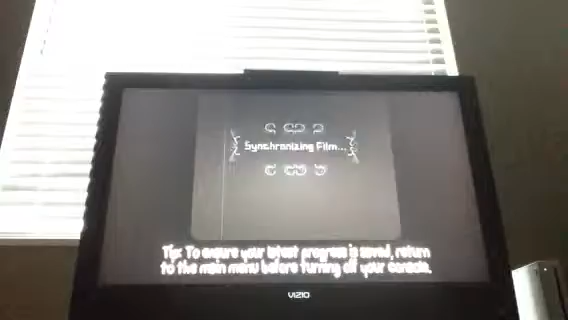 Synchronizing Film...
Tip: To ensure your latest progress is saved, return
to the main menu before turning off your console.
VIZIO